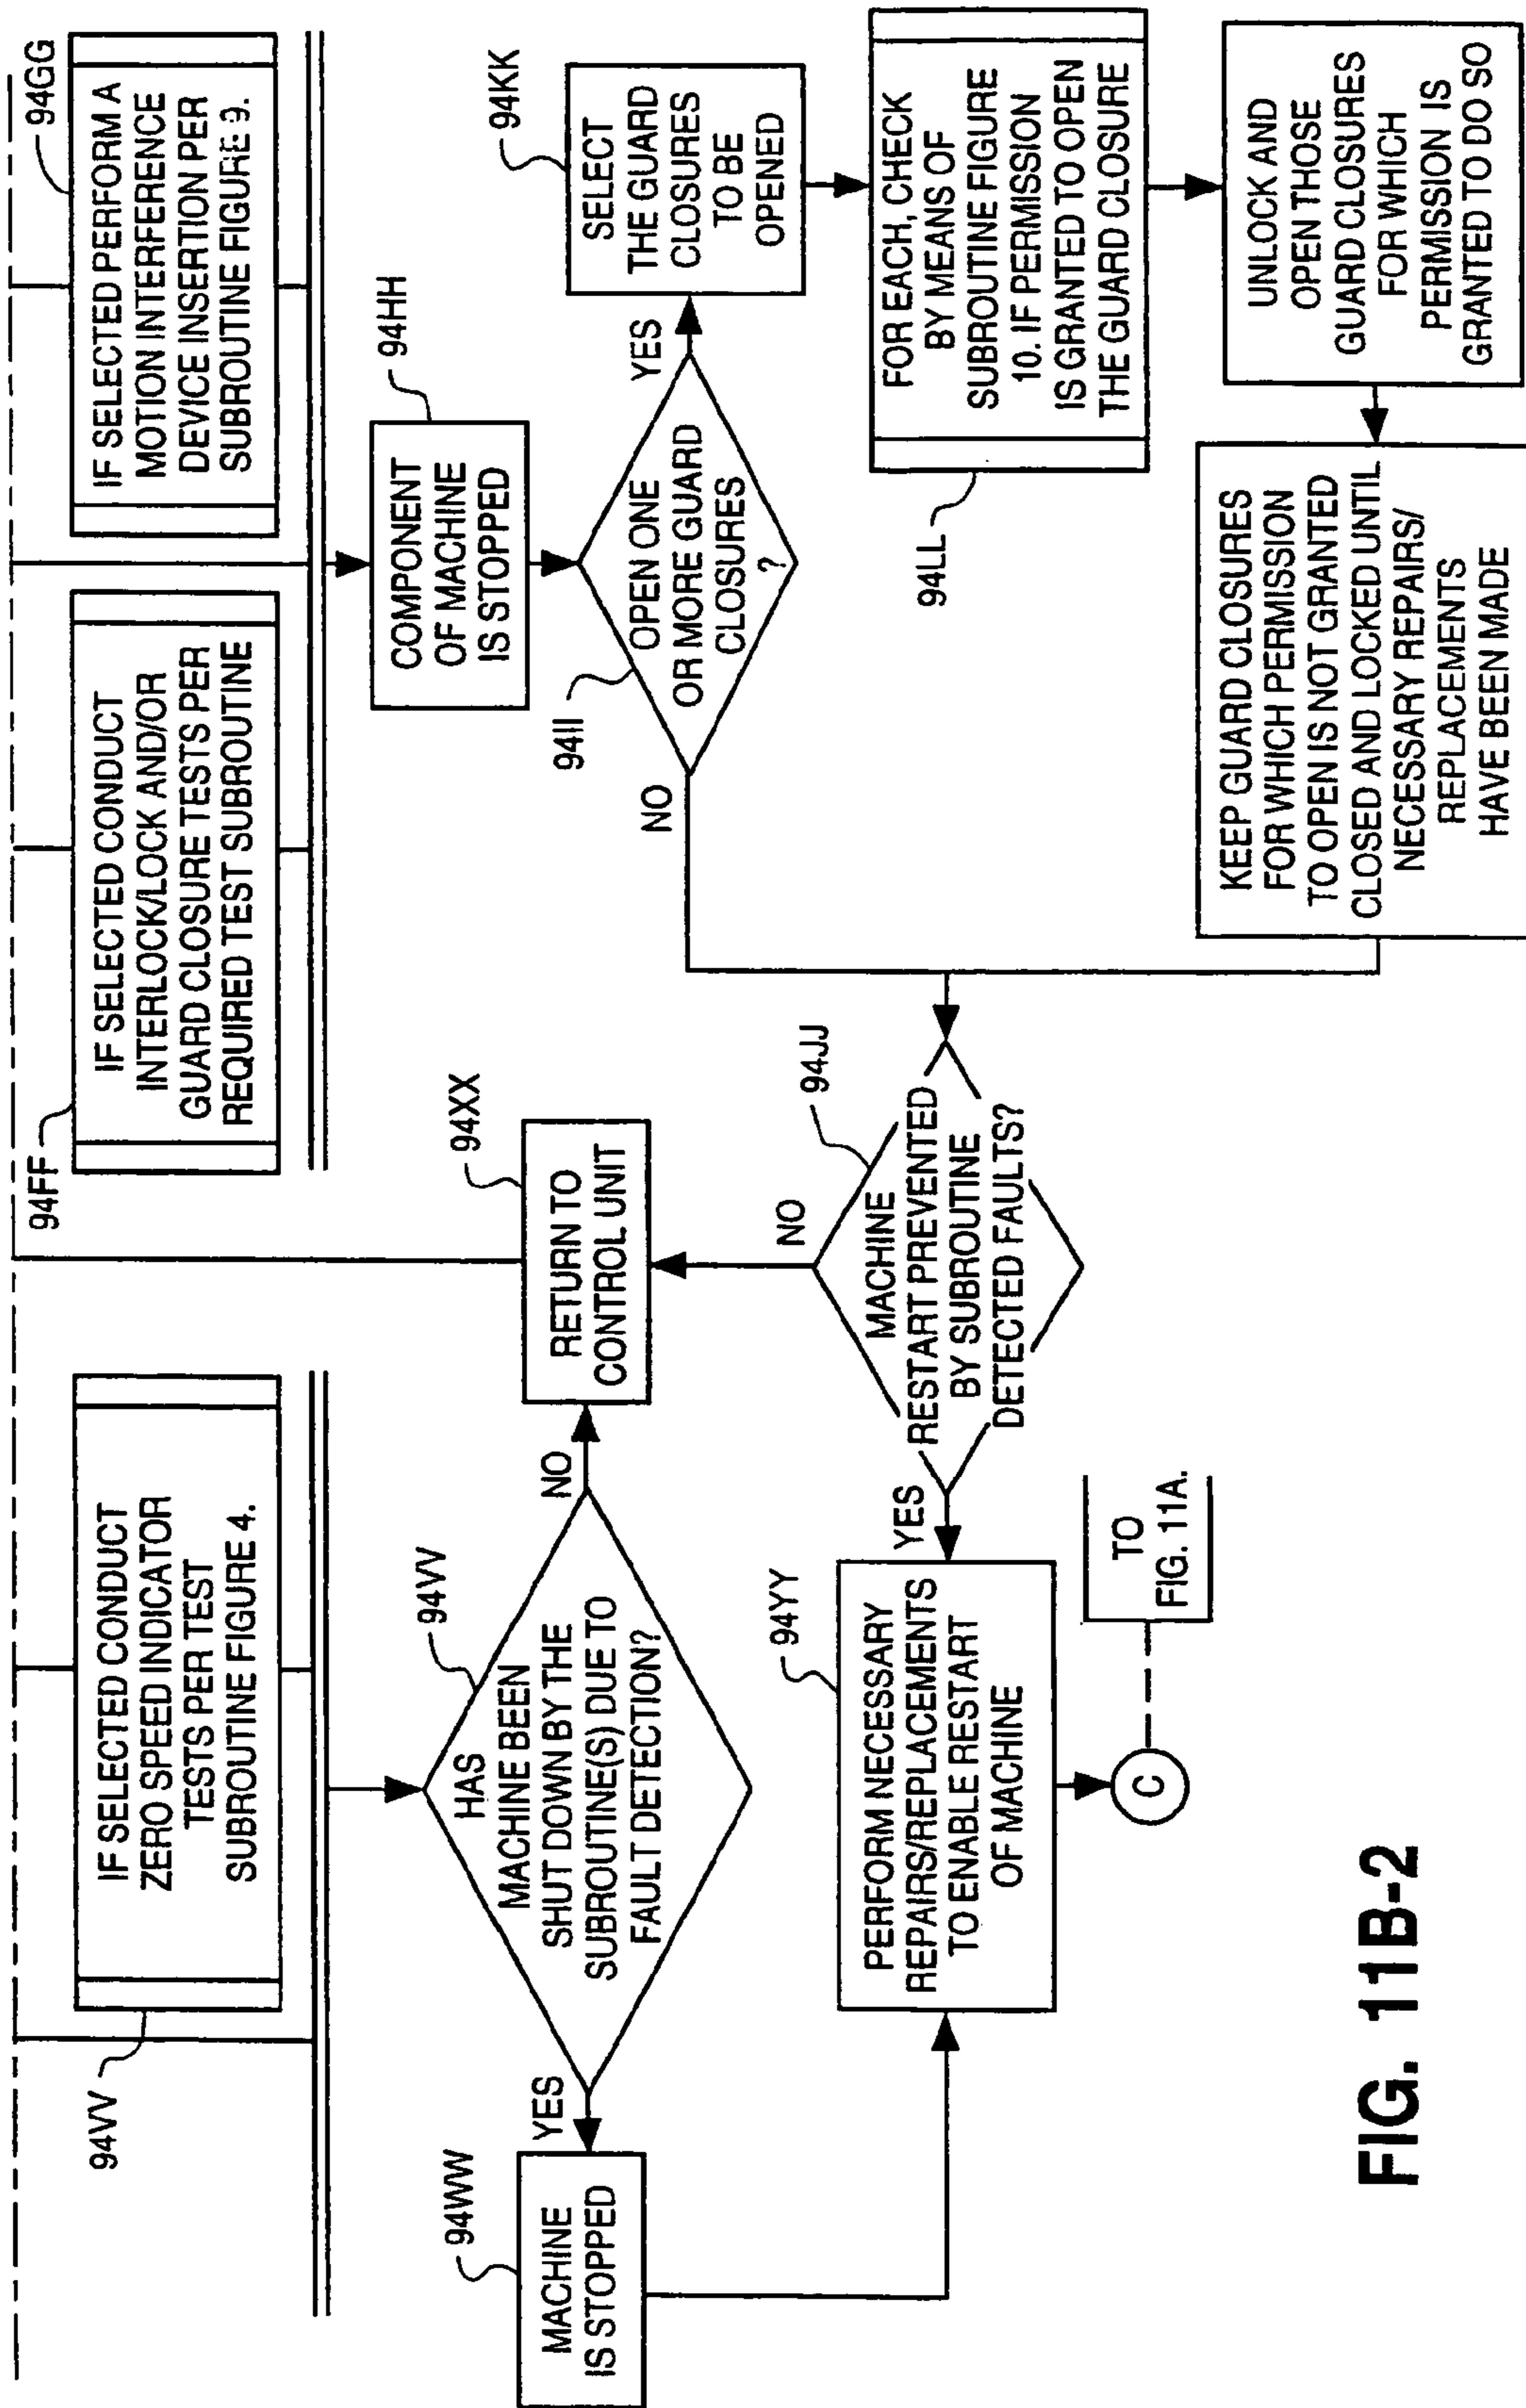 94VV
IF SELECTED CONDUCT
ZERO SPEED INDICATOR
TESTS PER TEST
SUBROUTINE FIGURE 4.
94FF
IF SELECTED CONDUCT
INTERLOCK/LOCK AND/OR
GUARD CLOSURE TESTS PER
REQUIRED TEST SUBROUTINE
94GG
IF SELECTED PERFORM A
MOTION INTERFERENCE
DEVICE INSERTION PER
SUBROUTINE FIGURE 9.
94WW
MACHINE
IS STOPPED
YES
HAS
MACHINE BEEN
SHUT DOWN BY THE
SUBROUTINE(S) DUE TO
FAULT DETECTION?
94VV
NO
94XX
RETURN TO
CONTROL UNIT
94HH
COMPONENT
OF MACHINE
IS STOPPED
94II
OPEN ONE
OR MORE GUARD
CLOSURES
?
YES
NO
94KK
SELECT
THE GUARD
CLOSURES
TO BE
OPENED
94YY
PERFORM NECESSARY
REPAIRS/REPLACEMENTS
TO ENABLE RESTART
OF MACHINE
YES
NO
94JJ
MACHINE
RESTART PREVENTED
BY SUBROUTINE
DETECTED FAULTS?
94LL
FOR EACH, CHECK
BY MEANS OF
SUBROUTINE FIGURE
10. IF PERMISSION
IS GRANTED TO OPEN
THE GUARD CLOSURE
C
TO
FIG. 11A.
KEEP GUARD CLOSURES
FOR WHICH PERMISSION
TO OPEN IS NOT GRANTED
CLOSED AND LOCKED UNTIL
NECESSARY REPAIRS/
REPLACEMENTS
HAVE BEEN MADE
UNLOCK AND
OPEN THOSE
GUARD CLOSURES
FOR WHICH
PERMISSION IS
GRANTED TO DO SO
FIG. 11B-2